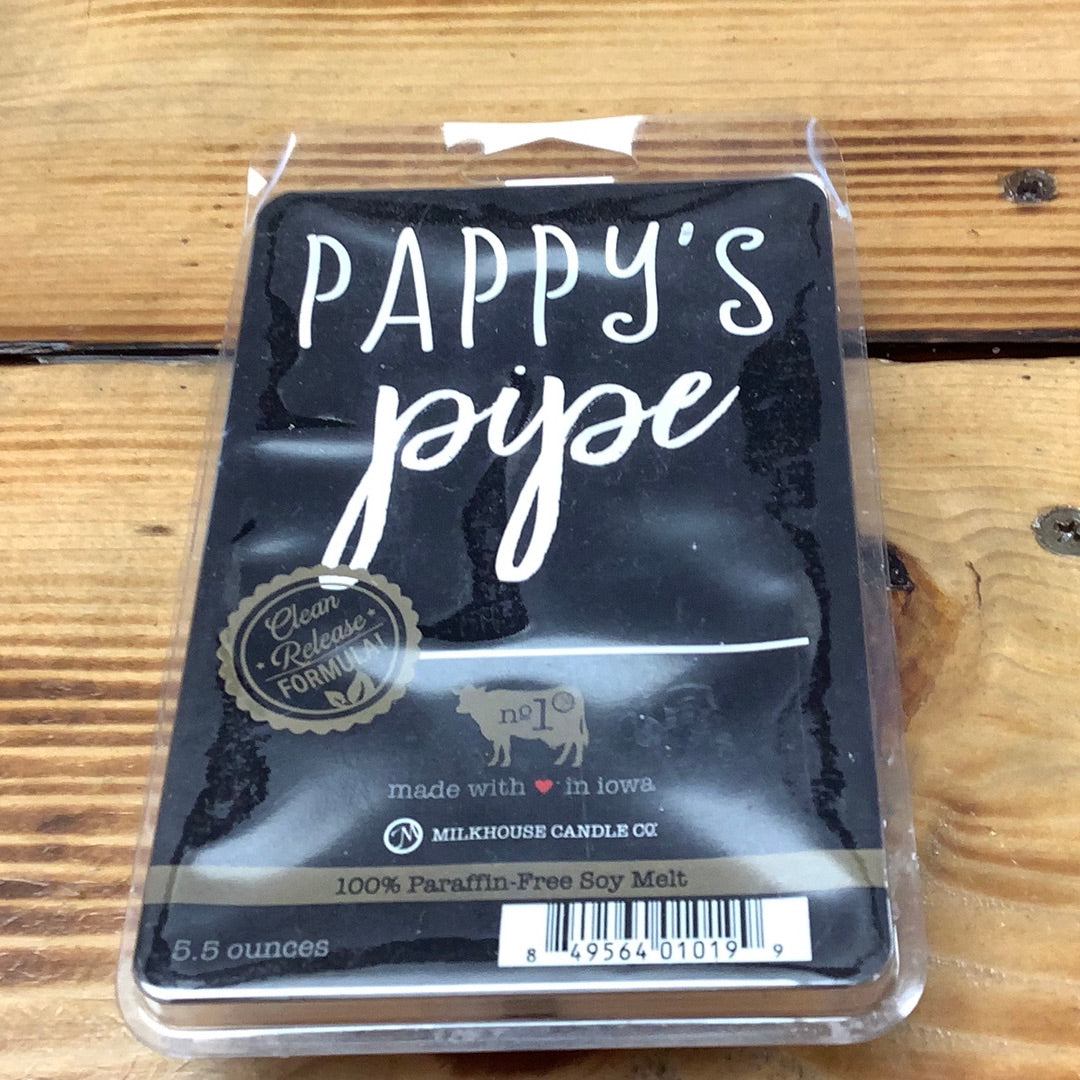 PAPPY'S
pipe
Clean
Release
FORMULA!
nº1
made with ♥ in iowa
M MILKHOUSE CANDLE CO.
100% Paraffin-Free Soy Melt
5.5 ounces
8 49564 01019 9